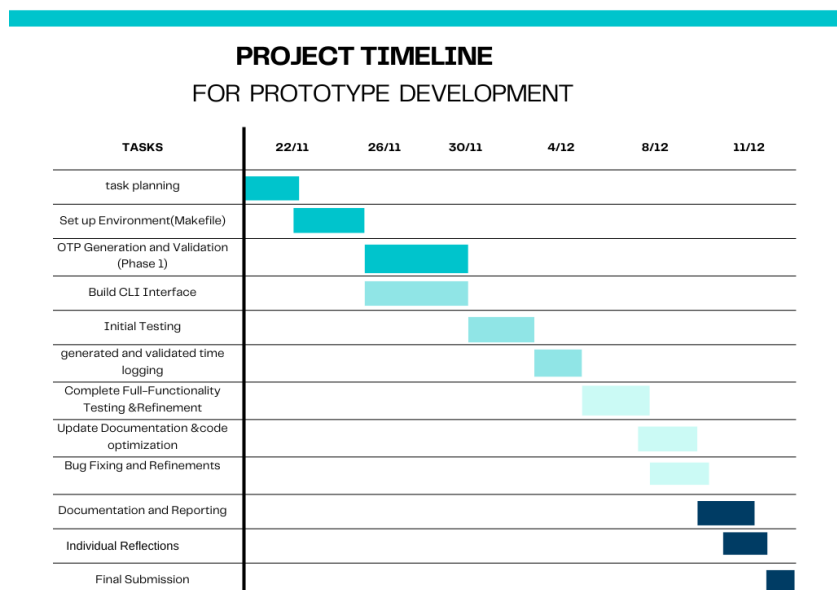 PROJECT TIMELINE
FOR PROTOTYPE DEVELOPMENT
TASKS 22/11 26/11 30/11 4/12 8/12 11/12
task planning
Set up Environment(Makefile)
OTP Generation and Validation
(Phase 1)
Build CLI Interface
Initial Testing
generated and validated time
logging
Complete Full-Functionality
Testing &Refinement
Update Documentation &code
optimization
Bug Fixing and Refinements
Documentation and Reporting
Individual Reflections
Final Submission